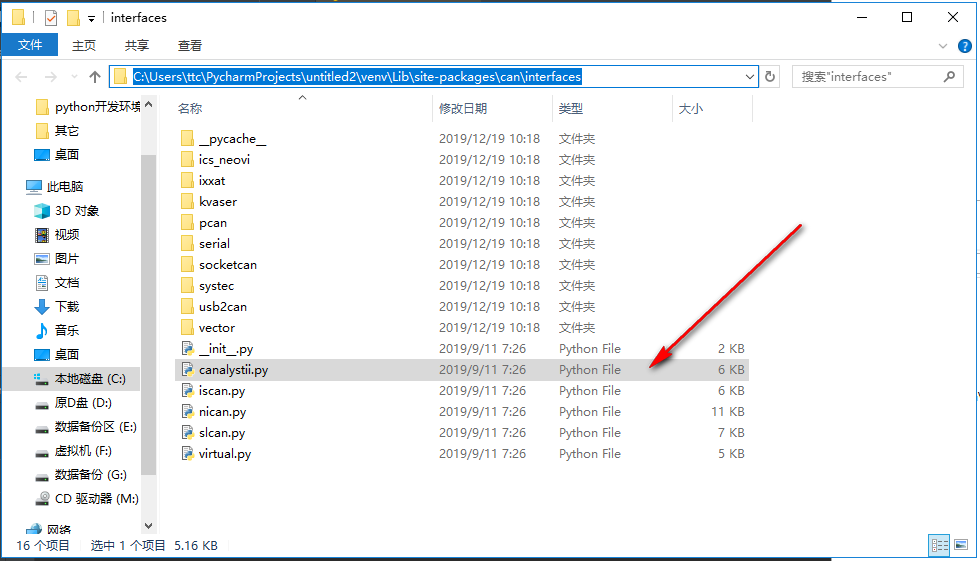 interfaces
文件 主页 共享 查看
C:\Users\ttc\PycharmProjects\untitled2\venv\Lib\site-packages\can\interfaces
搜索"interfaces"
python开发环境
其它
桌面
此电脑
3D 对象
视频
图片
文档
下载
音乐
桌面
本地磁盘 (C:)
原D盘 (D:)
数据备份区 (E:)
虚拟机 (F:)
数据备份 (G:)
CD 驱动器 (M:)
网络
名称 修改日期 类型 大小
__pycache__ 2019/12/19 10:18 文件夹
ics_neovi 2019/12/19 10:18 文件夹
ixxat 2019/12/19 10:18 文件夹
kvaser 2019/12/19 10:18 文件夹
pcan 2019/12/19 10:18 文件夹
serial 2019/12/19 10:18 文件夹
socketcan 2019/12/19 10:18 文件夹
systec 2019/12/19 10:18 文件夹
usb2can 2019/12/19 10:18 文件夹
vector 2019/12/19 10:18 文件夹
__init__.py 2019/9/11 7:26 Python File 2 KB
canalystii.py 2019/9/11 7:26 Python File 6 KB
iscan.py 2019/9/11 7:26 Python File 6 KB
nican.py 2019/9/11 7:26 Python File 11 KB
slcan.py 2019/9/11 7:26 Python File 7 KB
virtual.py 2019/9/11 7:26 Python File 5 KB
16 个项目 选中 1 个项目 5.16 KB